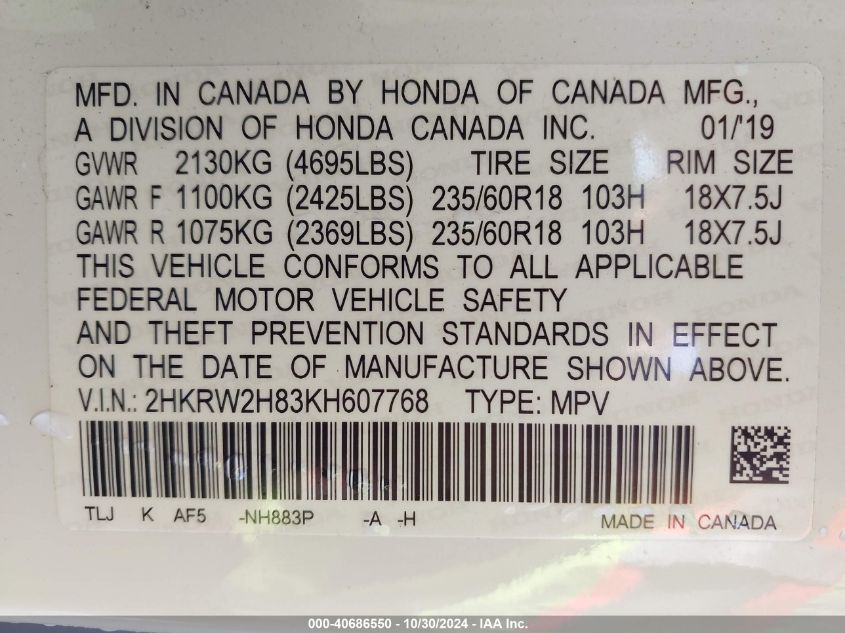 MFD. IN CANADA BY HONDA OF CANADA MFG.,
A DIVISION OF HONDA CANADA INC. 01/'19
GVWR 2130KG (4695LBS) TIRE SIZE RIM SIZE
GAWR F 1100KG (2425LBS) 235/60R18 103H 18X7.5J
GAWR R 1075KG (2369LBS) 235/60R18 103H 18X7.5J
THIS VEHICLE CONFORMS TO ALL APPLICABLE
FEDERAL MOTOR VEHICLE SAFETY
AND THEFT PREVENTION STANDARDS IN EFFECT
ON THE DATE OF MANUFACTURE SHOWN ABOVE.
V.I.N.: 2HKRW2H83KH607768 TYPE: MPV
TLJ K AF5 -NH883P -A -H MADE IN CANADA
000-40686550 - 10/30/2024 - IAA Inc.